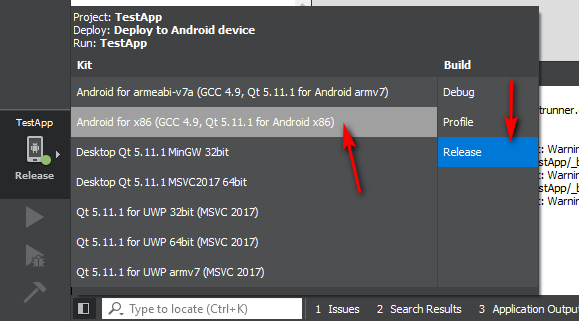 Project: TestApp
Deploy: Deploy to Android device
Run: TestApp
Kit Build
Android for armeabi-v7a (GCC 4.9, Qt 5.11.1 for Android armv7) Debug
Android for x86 (GCC 4.9, Qt 5.11.1 for Android x86) Profile
Desktop Qt 5.11.1 MinGW 32bit Release
Desktop Qt 5.11.1 MSVC2017 64bit
Qt 5.11.1 for UWP 32bit (MSVC 2017)
Qt 5.11.1 for UWP 64bit (MSVC 2017)
Qt 5.11.1 for UWP armv7 (MSVC 2017)
TestApp
Release
trunner.
: Warnin
stApp/_b
: Warnin
stApp/_b
: Warnin
Type to locate (Ctrl+K)
1 Issues
2 Search Results
3 Application Output